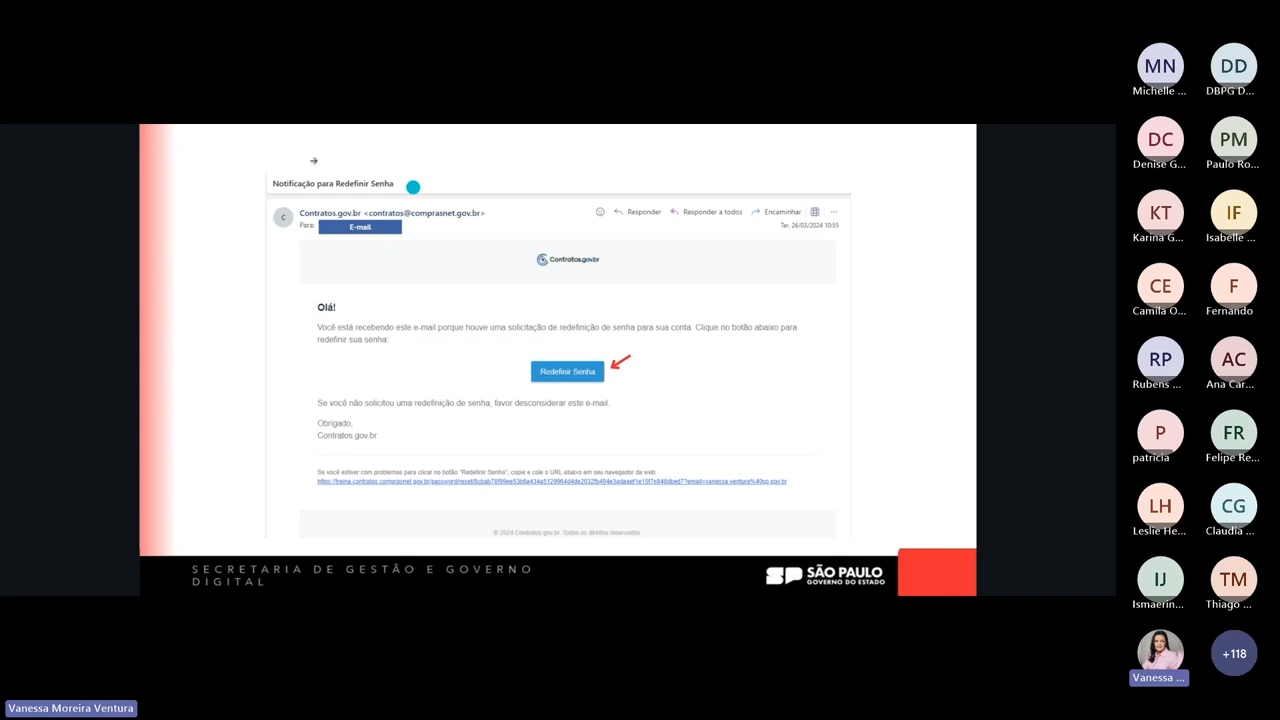 →
Notificação para Redefinir Senha
C
Contratos.gov.br <contratos@comprasnet.gov.br>
Responder
Responder a todos
Encaminhar
Para:
E-mail
Ter, 26/03/2024 10:55
Contratos.gov.br
Olá!
Você está recebendo este e-mail porque houve uma solicitação de redefinição de senha para sua conta. Clique no botão abaixo para
redefinir sua senha:
Redefinir Senha
Se você não solicitou uma redefinição de senha, favor desconsiderar este e-mail.
Obrigado,
Contratos.gov.br
Se você estiver com problemas para clicar no botão "Redefinir Senha", copie e cole o URL abaixo em seu navegador da web:
© 2024 Contratos.gov.br. Todos os direitos reservados.
SECRETARIA DE GESTÃO E GOVERNO
DIGITAL
SP SÃO PAULO
GOVERNO DO ESTADO
MN
Michelle ...
DD
DBPG D...
DC
Denise G...
PM
Paulo Ro...
KT
Karina G...
IF
Isabelle ...
CE
Camila O...
F
Fernando
RP
Rubens ...
AC
Ana Car...
P
patricia
FR
Felipe Re...
LH
Leslie He...
CG
Claudia ...
IJ
Ismaerin...
TM
Thiago ...
Vanessa ...
+118
Vanessa Moreira Ventura